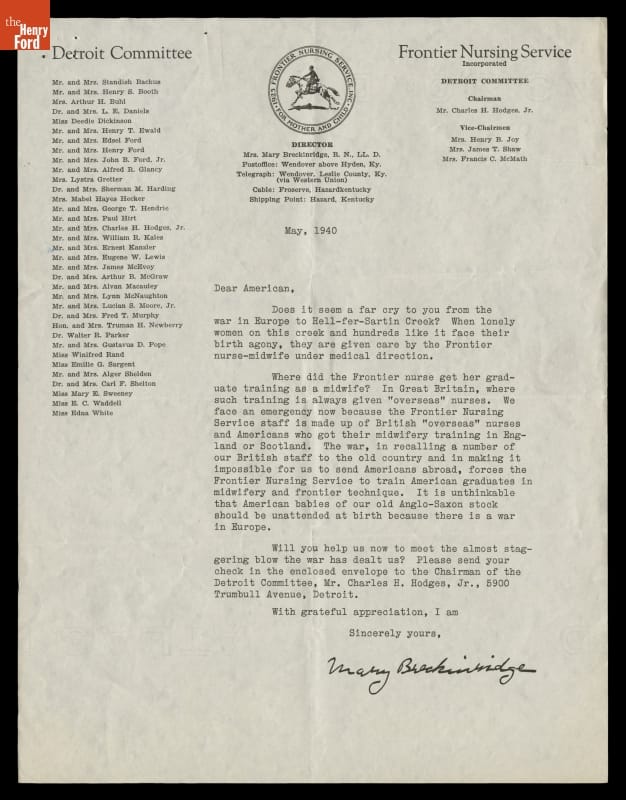 the
Henry
Ford
Detroit Committee
Mr. and Mrs. Standish Backus
Mr. and Mrs. Henry S. Booth
Mrs. Arthur H. Buhl
Dr. and Mrs. L. E. Daniels
Miss Deedie Dickinson
Mr. and Mrs. Henry T. Ewald
Mr. and Mrs. Edsel Ford
Mr. and Mrs. Henry Ford
Mr. and Mrs. John B. Ford, Jr.
Mr. and Mrs. Alfred R. Glancy
Mrs. Lystra Gretter
Dr. and Mrs. Sherman M. Harding
Mrs. Mabel Hayes Hecker
Mr. and Mrs. George T. Hendrie
Mr. and Mrs. Paul Hirt
Mr. and Mrs. Charles H. Hodges, Jr.
Mr. and Mrs. William R. Kales
Mr. and Mrs. Ernest Kanzler
Mr. and Mrs. Eugene W. Lewis
Mr. and Mrs. James McEvoy
Dr. and Mrs. Arthur B. McGraw
Mr. and Mrs. Alvan Macauley
Mr. and Mrs. Lynn McNaughton
Mr. and Mrs. Lucian S. Moore, Jr.
Dr. and Mrs. Fred T. Murphy
Hon. and Mrs. Truman H. Newberry
Dr. Walter R. Parker
Mr. and Mrs. Gustavus D. Pope
Miss Winifred Rand
Miss Emilie G. Sargent
Mr. and Mrs. Alger Shelden
Dr. and Mrs. Carl F. Shelton
Miss Mary E. Sweeney
Miss E. C. Waddell
Miss Edna White
1925 FRONTIER NURSING SERVICE, INC.
FOR MOTHER AND CHILD
DIRECTOR
Mrs. Mary Breckinridge, R. N., LL. D.
Postoffice: Wendover above Hyden, Ky.
Telegraph: Wendover, Leslie County, Ky.
(via Western Union)
Cable: Froserve, Hazardkentucky
Shipping Point: Hazard, Kentucky
Frontier Nursing Service
Incorporated
DETROIT COMMITTEE
Chairman
Mr. Charles H. Hodges, Jr.
Vice-Chairmen
Mrs. Henry B. Joy
Mrs. James T. Shaw
Mrs. Francis C. McMath
May, 1940
Dear American,
Does it seem a far cry to you from the
war in Europe to Hell-fer-Sartin Creek? When lonely
women on this creek and hundreds like it face their
birth agony, they are given care by the Frontier
nurse-midwife under medical direction.
Where did the Frontier nurse get her grad-
uate training as a midwife? In Great Britain, where
such training is always given "overseas" nurses. We
face an emergency now because the Frontier Nursing
Service staff is made up of British "overseas" nurses
and Americans who got their midwifery training in Eng-
land or Scotland. The war, in recalling a number of
our British staff to the old country and in making it
impossible for us to send Americans abroad, forces the
Frontier Nursing Service to train American graduates in
midwifery and frontier technique. It is unthinkable
that American babies of our old Anglo-Saxon stock
should be unattended at birth because there is a war
in Europe.
Will you help us now to meet the almost stag-
gering blow the war has dealt us? Please send your
check in the enclosed envelope to the Chairman of the
Detroit Committee, Mr. Charles H. Hodges, Jr., 5900
Trumbull Avenue, Detroit.
With grateful appreciation, I am
Sincerely yours,
Mary Breckinridge